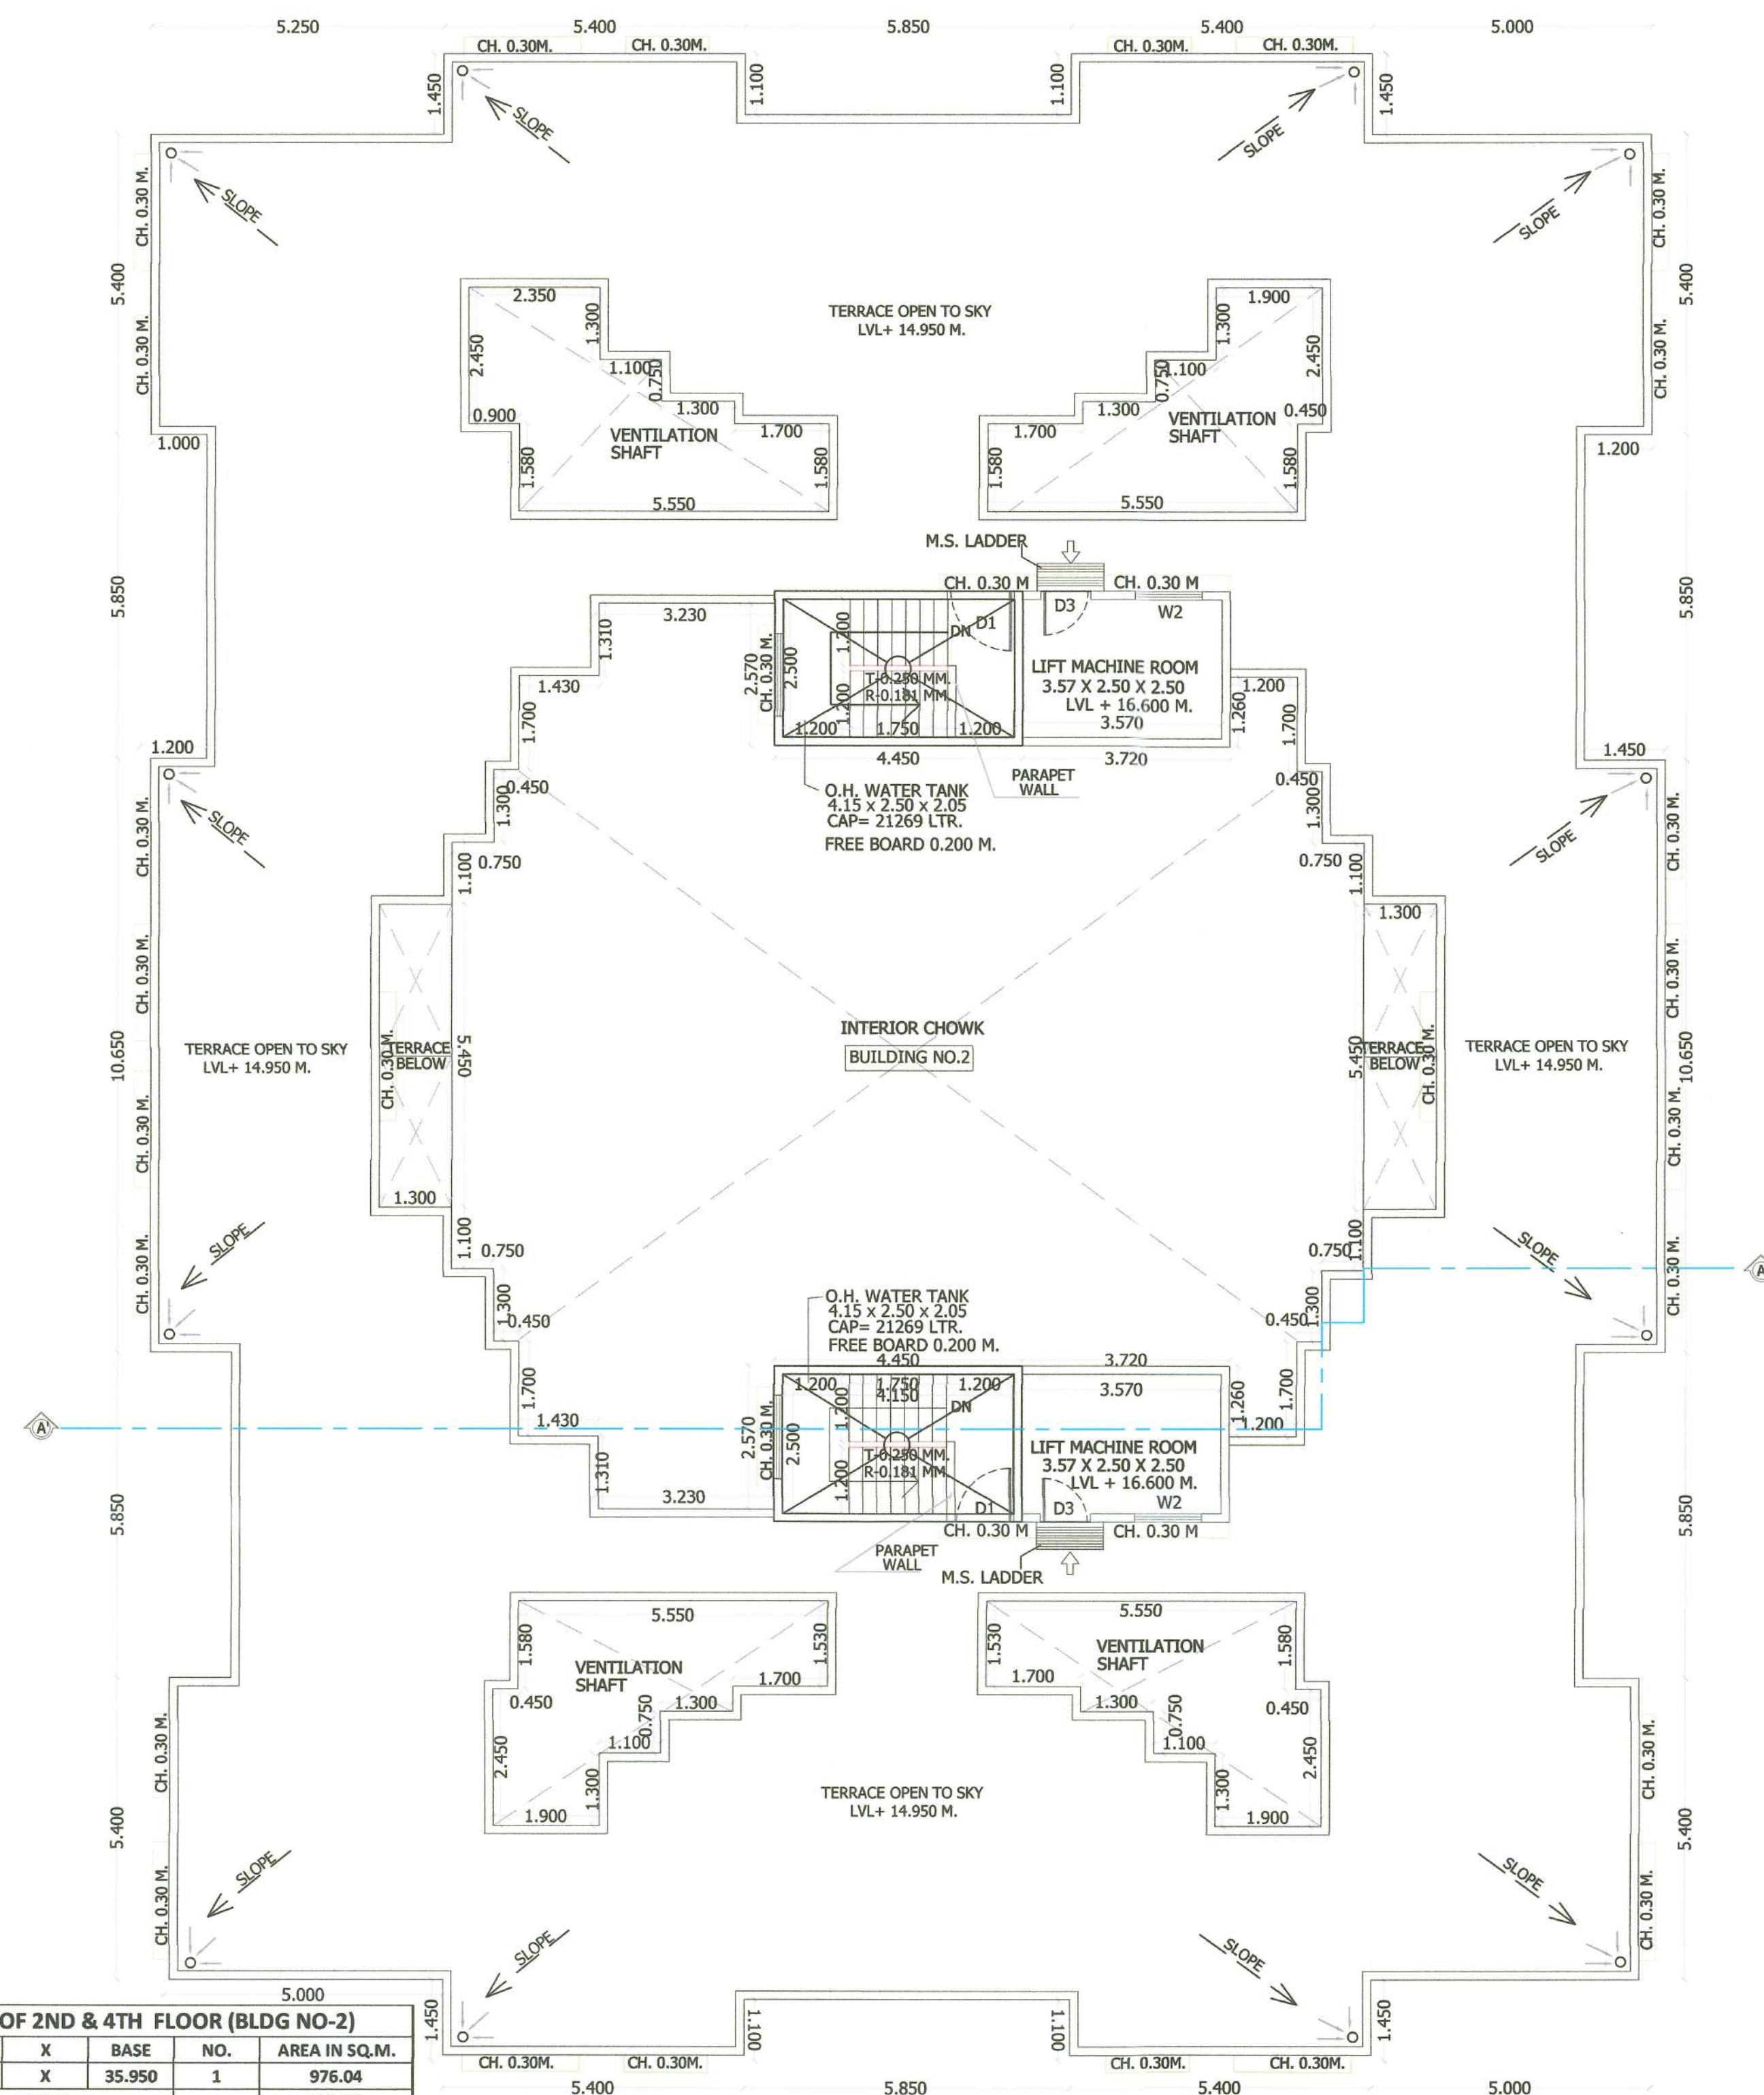 5.250 5.400 5.850 5.400 5.000
CH. 0.30M. CH. 0.30M. CH. 0.30M. CH. 0.30M.
1.450 1.100 1.100 1.450
SLOPE SLOPE
SLOPE SLOPE
CH. 0.30 M. CH. 0.30 M.
5.400 5.400
CH. 0.30 M. CH. 0.30 M.
2.350 1.300 1.300 1.900
TERRACE OPEN TO SKY
LVL+ 14.950 M.
2.450 1.100 0.750 0.750 1.100 2.450
0.900 1.300 1.300 0.450
1.000 1.700 1.700 1.200
VENTILATION
SHAFT
VENTILATION
SHAFT
1.580 1.580 1.580 1.580
5.550 5.550
M.S. LADDER
CH. 0.30 M CH. 0.30 M
5.850 5.850
3.230 1.310
DN D1 D3 W2
2.570
CH. 0.30 M.
2.500
1.200
T-0.250 MM.
R-0.181 MM.
1.200
1.200 1.750 1.200
LIFT MACHINE ROOM
3.57 X 2.50 X 2.50
LVL + 16.600 M.
3.570
1.430 1.700 1.260 1.200 1.700
4.450 3.720
1.200 1.450
PARAPET
WALL
O.H. WATER TANK
4.15 x 2.50 x 2.05
CAP= 21269 LTR.
FREE BOARD 0.200 M.
0.450 1.300 0.450 1.300
SLOPE SLOPE
CH. 0.30 M. CH. 0.30 M.
0.750 1.100 0.750 1.100
1.300
CH. 0.30 M. CH. 0.30 M.
INTERIOR CHOWK
BUILDING NO.2
10.650
TERRACE OPEN TO SKY
LVL+ 14.950 M.
CH. 0.30 M.
TERRACE
BELOW
5.450
5.450
TERRACE
BELOW
CH. 0.30 M.
TERRACE OPEN TO SKY
LVL+ 14.950 M.
10.650
CH. 0.30 M. CH. 0.30 M.
1.300
1.100 1.100
SLOPE SLOPE
0.750 0.750
CH. 0.30 M. CH. 0.30 M.
A
1.300 0.450 0.450 1.300
O.H. WATER TANK
4.15 x 2.50 x 2.05
CAP= 21269 LTR.
FREE BOARD 0.200 M.
4.450 3.720
1.200 1.750 1.200 3.570
4.150
1.700 1.430 1.260 1.200 1.700
A'
DN
2.570
CH. 0.30 M.
2.500
1.200
T-0.250 MM.
R-0.181 MM.
1.200
LIFT MACHINE ROOM
3.57 X 2.50 X 2.50
LVL + 16.600 M.
1.310 3.230
D1 D3 W2
5.850 5.850
CH. 0.30 M CH. 0.30 M
PARAPET
WALL
M.S. LADDER
5.550 5.550
1.580 1.530 1.530 1.580
VENTILATION
SHAFT
VENTILATION
SHAFT
1.700 1.700
0.450 1.300 1.300 0.450
0.750 0.750
1.100 1.100
2.450 2.450
CH. 0.30 M. CH. 0.30 M.
1.300 1.300
1.900 1.900
TERRACE OPEN TO SKY
LVL+ 14.950 M.
5.400 5.400
SLOPE SLOPE
CH. 0.30 M. CH. 0.30 M.
SLOPE SLOPE
5.000
1.450 1.100 1.100 1.450
OF 2ND & 4TH FLOOR (BLDG NO-2)
X BASE NO. AREA IN SQ.M.
X 35.950 1 976.04
CH. 0.30M. CH. 0.30M. CH. 0.30M. CH. 0.30M.
5.400 5.850 5.400 5.000